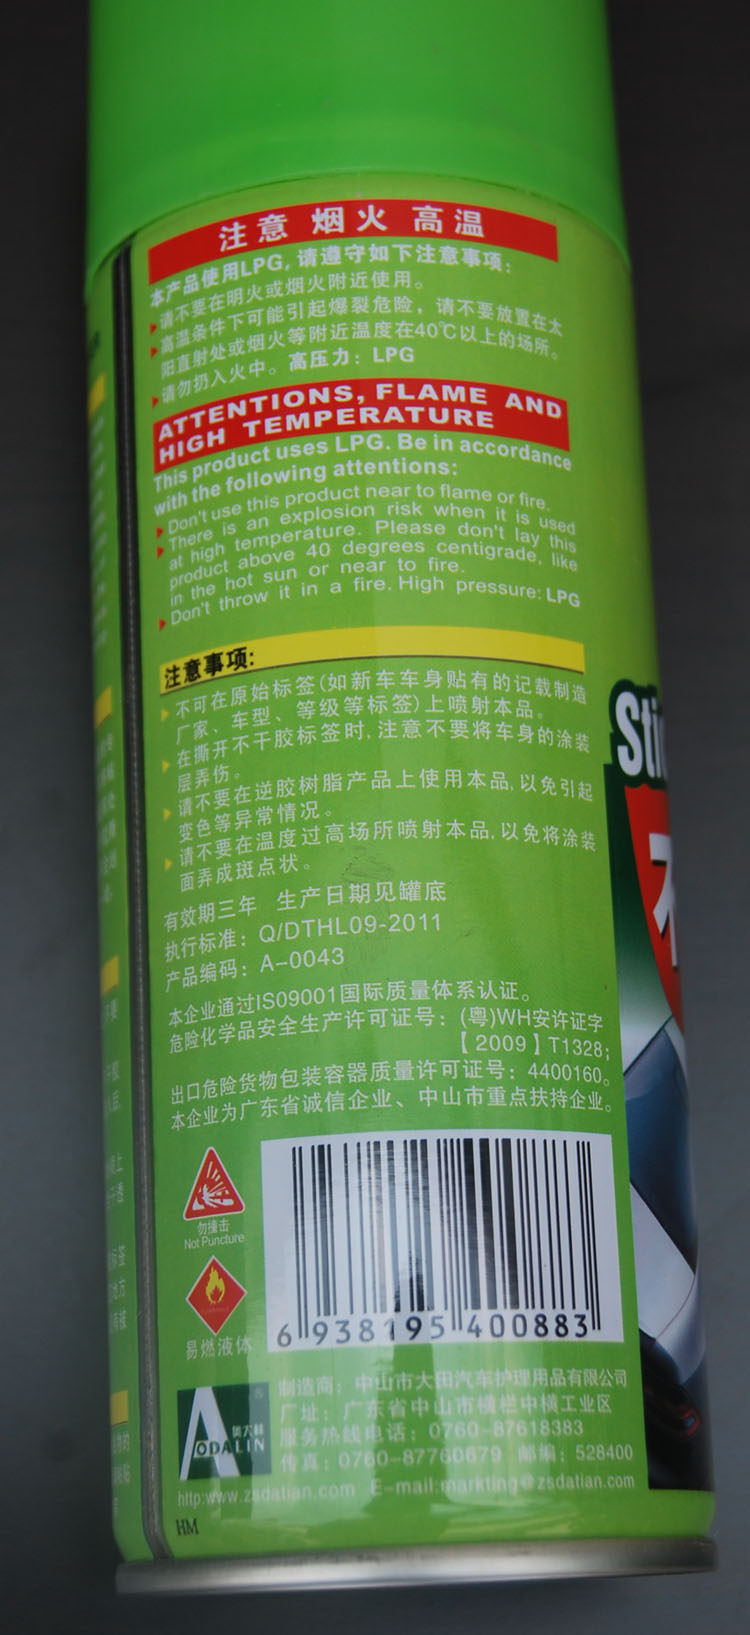 注意 烟火 高温
本产品使用LPG, 请遵守如下注意事项:
请不要在明火或烟火附近使用。
高温条件下可能引起爆裂危险，请不要放置在太
阳直射处或烟火等附近温度在40℃以上的场所。
请勿扔入火中。高压力：LPG
ATTENTIONS, FLAME AND
HIGH TEMPERATURE
This product uses LPG. Be in accordance
with the following attentions:
Don't use this product near to flame or fire.
There is an explosion risk when it is used
at high temperature. Please don't lay this
product above 40 degrees centigrade, like
in the hot sun or near to fire.
Don't throw it in a fire. High pressure: LPG
注意事项:
不可在原始标签(如新车车身贴有的记载制造
厂家、车型、等级等标签)上喷射本品。
在撕开不干胶标签时, 注意不要将车身的涂装
层弄伤。
请不要在逆胶树脂产品上使用本品, 以免引起
变色等异常情况。
请不要在温度过高场所喷射本品, 以免将涂装
面弄成斑点状。
有效期三年 生产日期见罐底
执行标准：Q/DTHL09-2011
产品编码：A-0043
本企业通过IS09001国际质量体系认证。
危险化学品安全生产许可证号：(粤)WH安许证字
【2009】T1328;
出口危险货物包装容器质量许可证号：4400160。
本企业为广东省诚信企业、中山市重点扶持企业。
勿撞击
Not Puncture
易燃液体
6 938195 400883
AODALIN
奥大林
®
制造商：中山市大田汽车护理用品有限公司
厂址：广东省中山市横栏中横工业区
服务热线电话：0760-87618383
传真：0760-87760679 邮编：528400
http:www.zsdatian.com E-mail:markting@zsdatian.com
HM
Stic
不